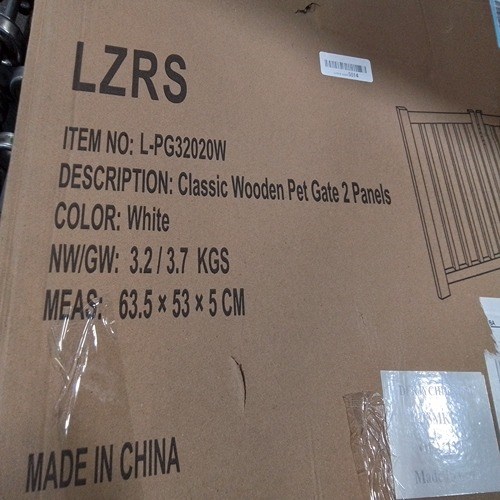 LZRS
ITEM NO: L-PG32020W
DESCRIPTION: Classic Wooden Pet Gate 2 Panels
COLOR: White
NW/GW: 3.2 / 3.7 KGS
MEAS: 63.5 × 53 × 5 CM
MADE IN CHINA